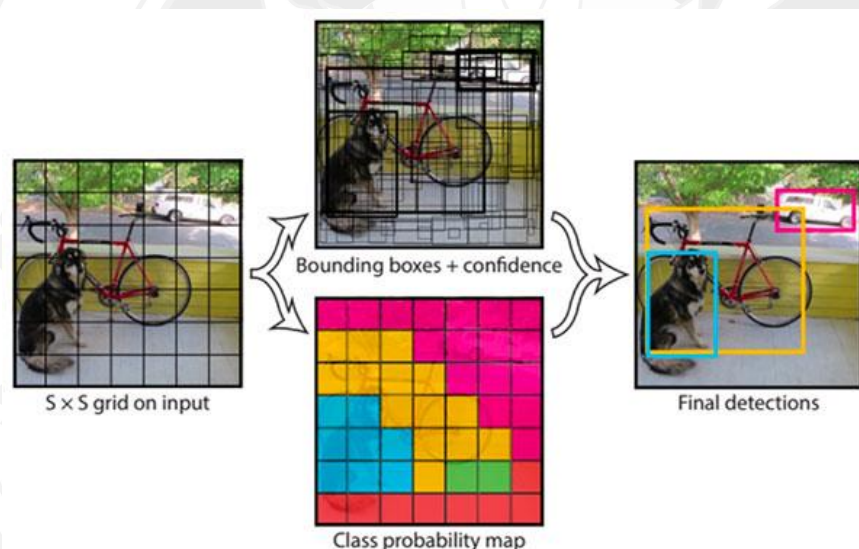 Bounding boxes + confidence
S × S grid on input
Final detections
Class probability map